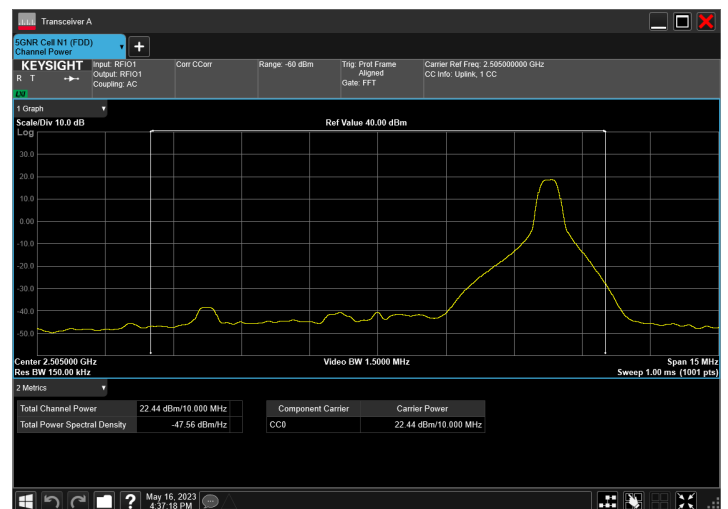 Transceiver A
5GNR Cell N1 (FDD)
Channel Power
KEYSIGHT
R T
LXI
Input: RFIO1
Output: RFIO1
Coupling: AC
Corr CCorr
Range: -60 dBm
Trig: Prot Frame
Aligned
Gate: FFT
Carrier Ref Freq: 2.505000000 GHz
CC Info: Uplink, 1 CC
1 Graph
Scale/Div 10.0 dB
Ref Value 40.00 dBm
Log
30.0
20.0
10.0
0.00
-10.0
-20.0
-30.0
-40.0
-50.0
Center 2.505000 GHz
Video BW 1.5000 MHz
Span 15 MHz
Res BW 150.00 kHz
Sweep 1.00 ms (1001 pts)
2 Metrics
Total Channel Power 22.44 dBm/10.000 MHz
Total Power Spectral Density -47.56 dBm/Hz
Component Carrier Carrier Power
CC0 22.44 dBm/10.000 MHz
?
May 16, 2023
4:37:18 PM